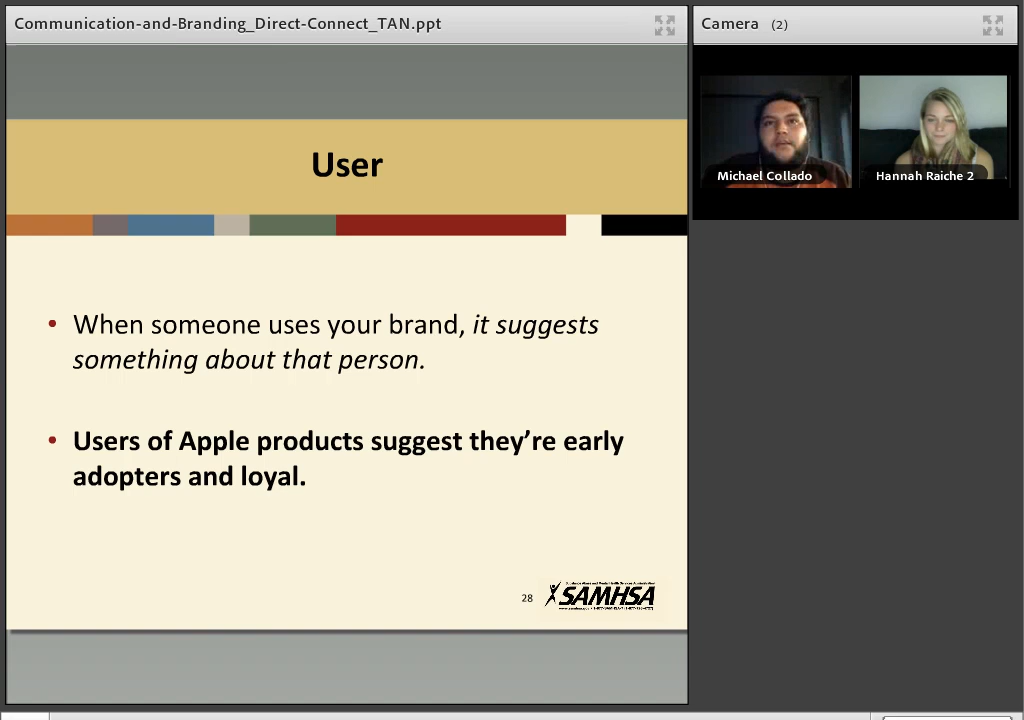 Communication-and-Branding_Direct-Connect_TAN.ppt
Camera (2)
Michael Collado
Hannah Raiche 2
User
• When someone uses your brand, it suggests
something about that person.
• Users of Apple products suggest they’re early
adopters and loyal.
28
SAMHSA